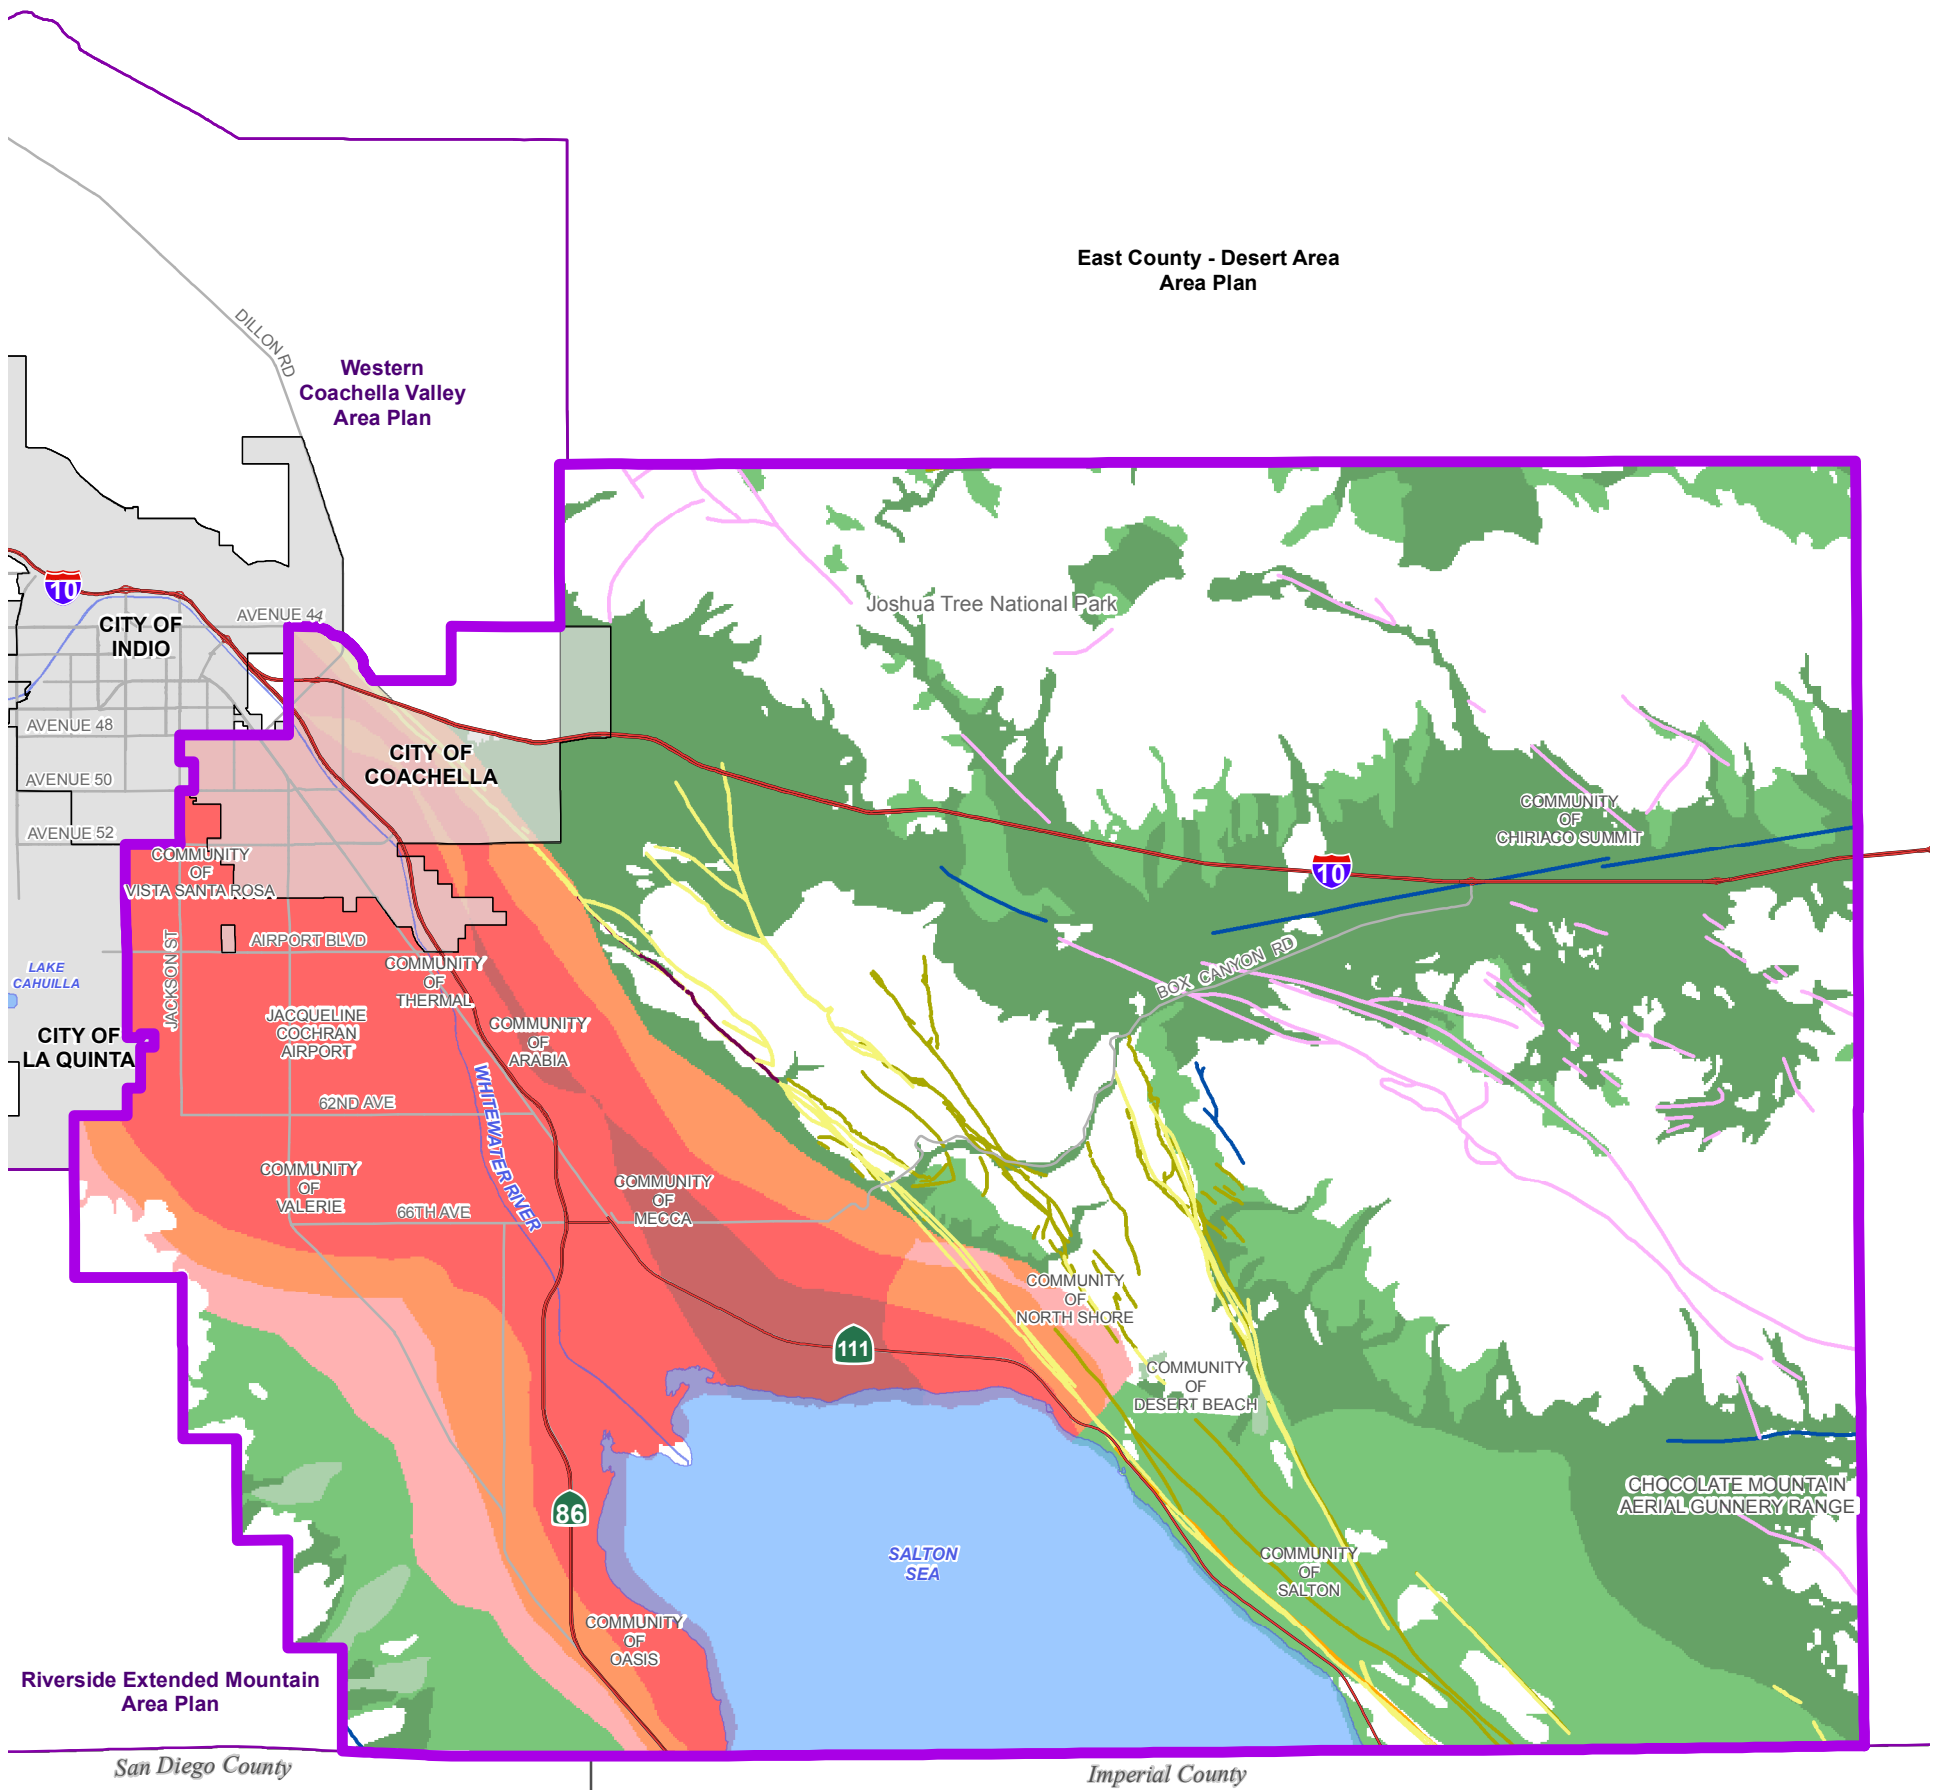 East County - Desert Area
Area Plan
DILLON RD
Western
Coachella Valley
Area Plan
10
AVENUE 44
CITY OF
INDIO
Joshua Tree National Park
AVENUE 48
CITY OF
COACHELLA
AVENUE 50
AVENUE 52
COMMUNITY
OF
CHIRIACO SUMMIT
10
COMMUNITY
OF
VISTA SANTA ROSA
AIRPORT BLVD
JACKSON ST
LAKE
CAHUILLA
COMMUNITY
OF
THERMAL
BOX CANYON RD
CITY OF
LA QUINTA
JACQUELINE
COCHRAN
AIRPORT
COMMUNITY
OF
ARABIA
62ND AVE
WHITEWATER RIVER
COMMUNITY
OF
VALERIE
66TH AVE
COMMUNITY
OF
MECCA
COMMUNITY
OF
NORTH SHORE
111
COMMUNITY
OF
DESERT BEACH
CHOCOLATE MOUNTAIN
AERIAL GUNNERY RANGE
86
SALTON
SEA
COMMUNITY
OF
SALTON
COMMUNITY
OF
OASIS
Riverside Extended Mountain
Area Plan
San Diego County
Imperial County